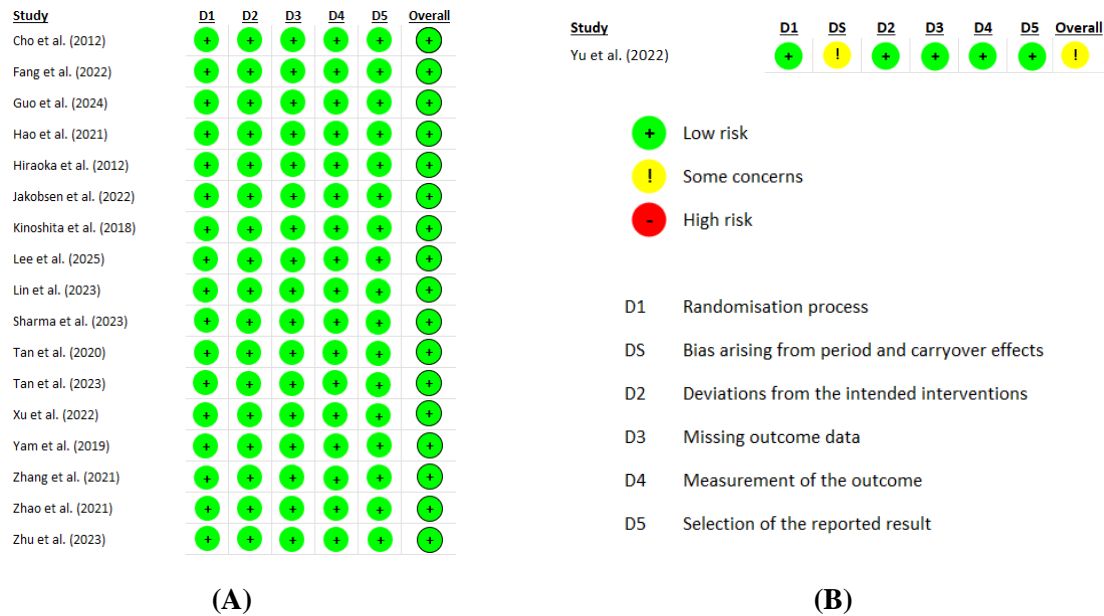 Study D1 D2 D3 D4 D5 Overall
Cho et al. (2012) + + + + + +
Fang et al. (2022) + + + + + +
Guo et al. (2024) + + + + + +
Hao et al. (2021) + + + + + +
Hiraoka et al. (2012) + + + + + +
Jakobsen et al. (2022) + + + + + +
Kinoshita et al. (2018) + + + + + +
Lee et al. (2025) + + + + + +
Lin et al. (2023) + + + + + +
Sharma et al. (2023) + + + + + +
Tan et al. (2020) + + + + + +
Tan et al. (2023) + + + + + +
Xu et al. (2022) + + + + + +
Yam et al. (2019) + + + + + +
Zhang et al. (2021) + + + + + +
Zhao et al. (2021) + + + + + +
Zhu et al. (2023) + + + + + +
(A)
Study D1 DS D2 D3 D4 D5 Overall
Yu et al. (2022) + ! + + + + !
+ Low risk
! Some concerns
- High risk
D1 Randomisation process
DS Bias arising from period and carryover effects
D2 Deviations from the intended interventions
D3 Missing outcome data
D4 Measurement of the outcome
D5 Selection of the reported result
(B)